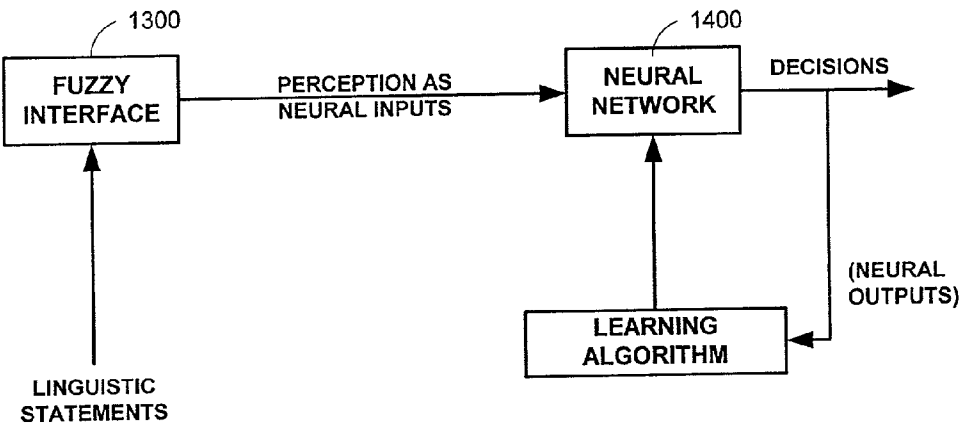 1300
FUZZY
INTERFACE
PERCEPTION AS
NEURAL INPUTS
1400
NEURAL
NETWORK
DECISIONS
(NEURAL
OUTPUTS)
LEARNING
ALGORITHM
LINGUISTIC
STATEMENTS